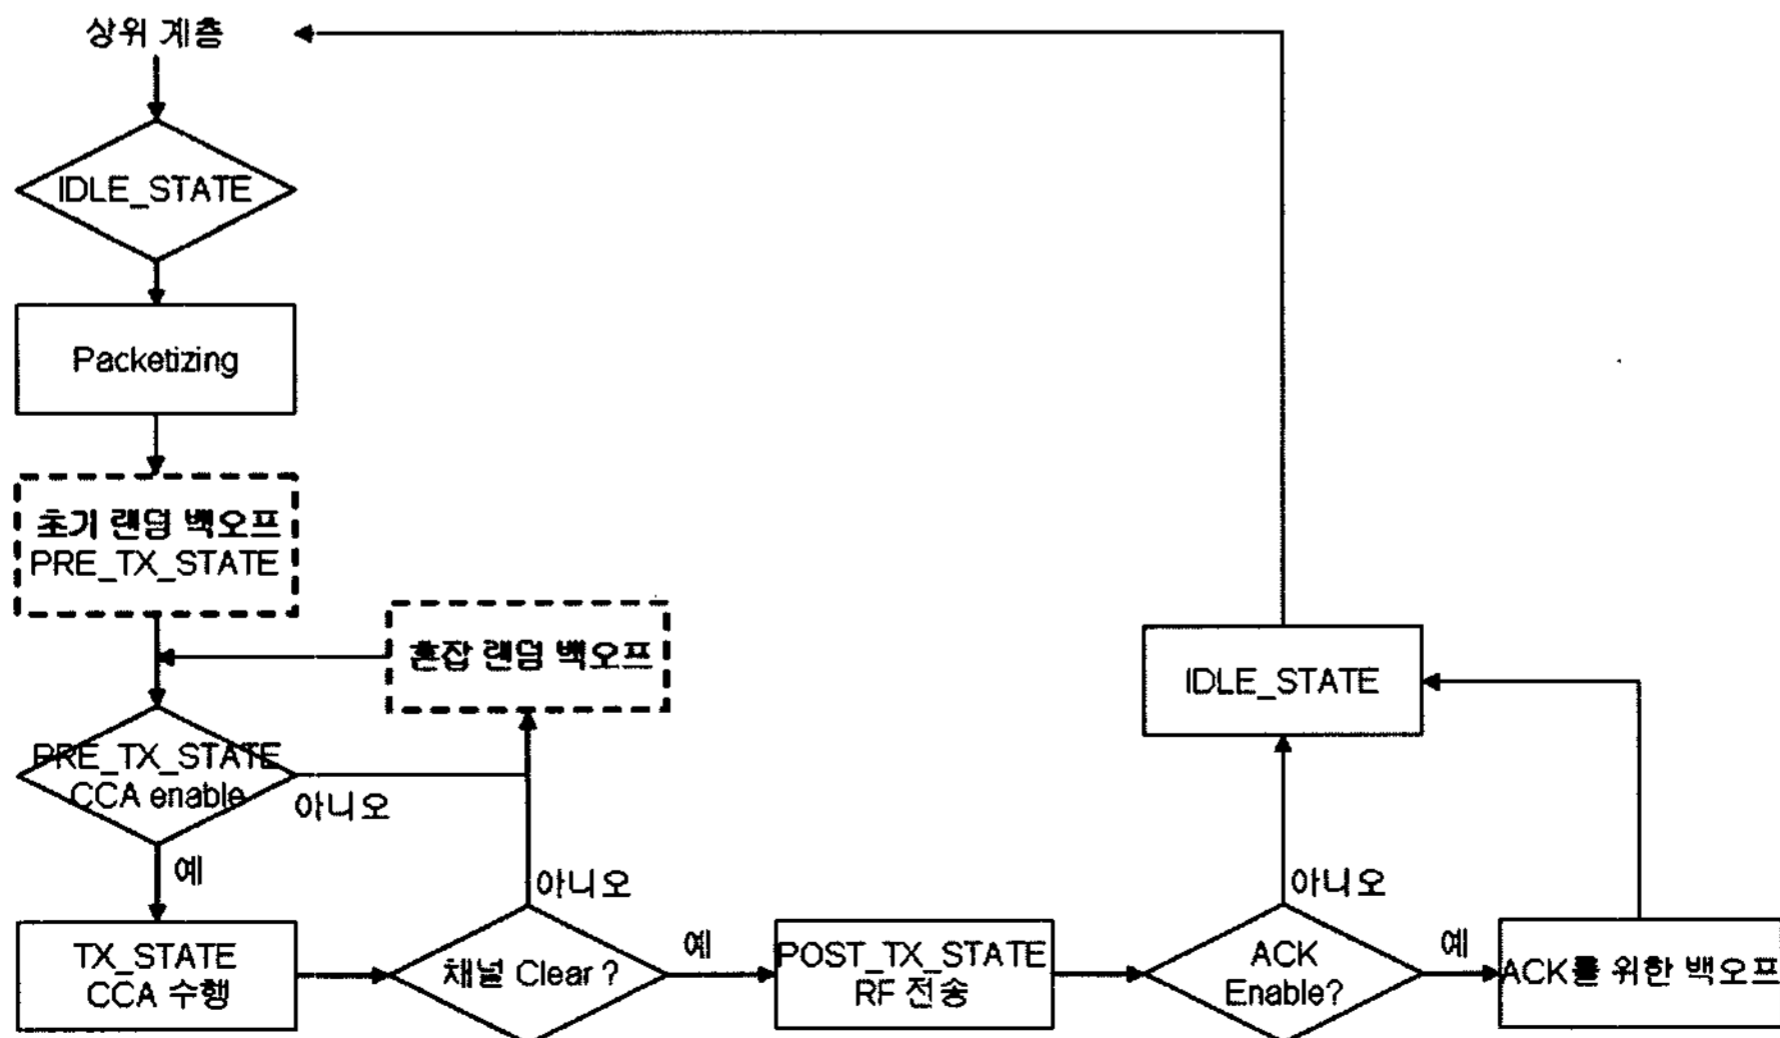 상위 계층
IDLE_STATE
Packetizing
초기 랜덤 백오프
PRE_TX_STATE
혼잡 랜덤 백오프
IDLE_STATE
PRE_TX_STATE
CCA enable
아니오
예
아니오
아니오
TX_STATE
CCA 수행
채널 Clear ?
예
POST_TX_STATE
RF 전송
ACK
Enable?
예
ACK를 위한 백오프